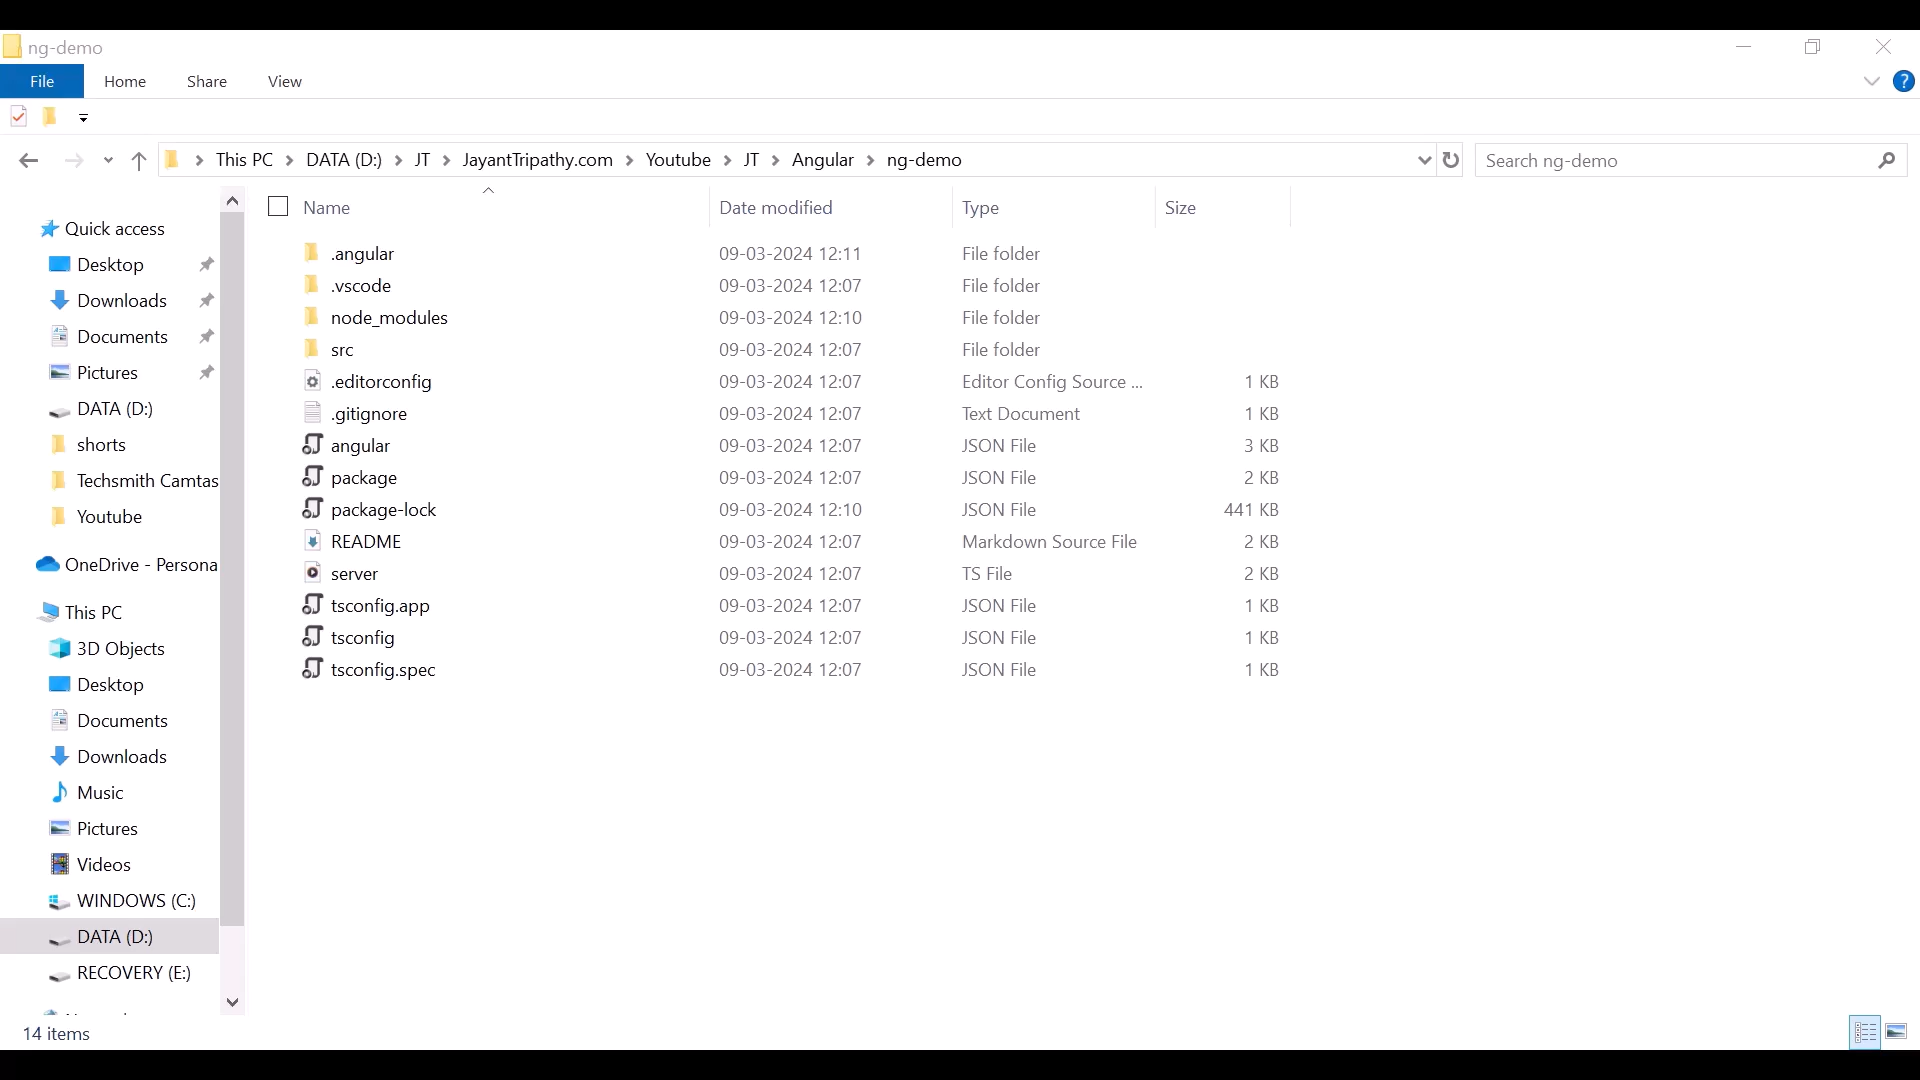 ng-demo
File Home Share View
This PC DATA (D:) JT JayantTripathy.com Youtube JT Angular ng-demo Search ng-demo
Name Date modified Type Size
Quick access
Desktop
Downloads
Documents
Pictures
DATA (D:)
shorts
Techsmith Camtas
Youtube
OneDrive - Persona
This PC
3D Objects
Desktop
Documents
Downloads
Music
Pictures
Videos
WINDOWS (C:)
DATA (D:)
RECOVERY (E:)
.angular 09-03-2024 12:11 File folder
.vscode 09-03-2024 12:07 File folder
node_modules 09-03-2024 12:10 File folder
src 09-03-2024 12:07 File folder
.editorconfig 09-03-2024 12:07 Editor Config Source ... 1 KB
.gitignore 09-03-2024 12:07 Text Document 1 KB
angular 09-03-2024 12:07 JSON File 3 KB
package 09-03-2024 12:07 JSON File 2 KB
package-lock 09-03-2024 12:10 JSON File 441 KB
README 09-03-2024 12:07 Markdown Source File 2 KB
server 09-03-2024 12:07 TS File 2 KB
tsconfig.app 09-03-2024 12:07 JSON File 1 KB
tsconfig 09-03-2024 12:07 JSON File 1 KB
tsconfig.spec 09-03-2024 12:07 JSON File 1 KB
14 items